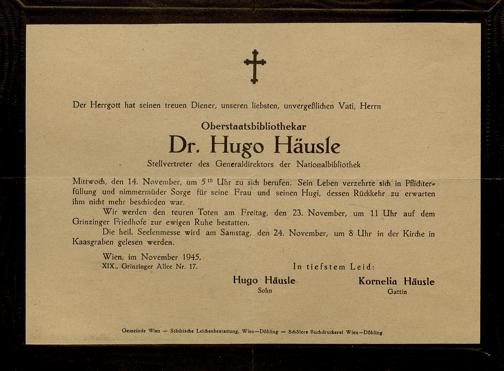 Der Herrgott hat seinen treuen Diener, unseren liebsten, unvergeßlichen Vati, Herrn
Oberstaatsbibliothekar
Dr. Hugo Häusle
Stellvertreter des Generaldirektors der Nationalbibliothek
Mittwoch, den 14. November, um 5¹⁰ Uhr zu sich berufen. Sein Leben verzehrte sich in Pflichter-
füllung und nimmermüder Sorge für seine Frau und seinen Hugi, dessen Rückkehr zu erwarten
ihm nicht mehr beschieden war.
Wir werden den teuren Toten am Freitag, den 23. November, um 11 Uhr auf dem
Grinzinger Friedhofe zur ewigen Ruhe bestatten.
Die heil. Seelenmesse wird am Samstag, den 24. November, um 8 Uhr in der Kirche in
Kaasgraben gelesen werden.
Wien, im November 1945.
XIX., Grinzinger Allee Nr. 17.
In tiefstem Leid:
Hugo Häusle
Sohn
Kornelia Häusle
Gattin
Gemeinde Wien — Städtische Leichenbestattung, Wien—Döbling — Schöler Buchdruckerei Wien—Döbling